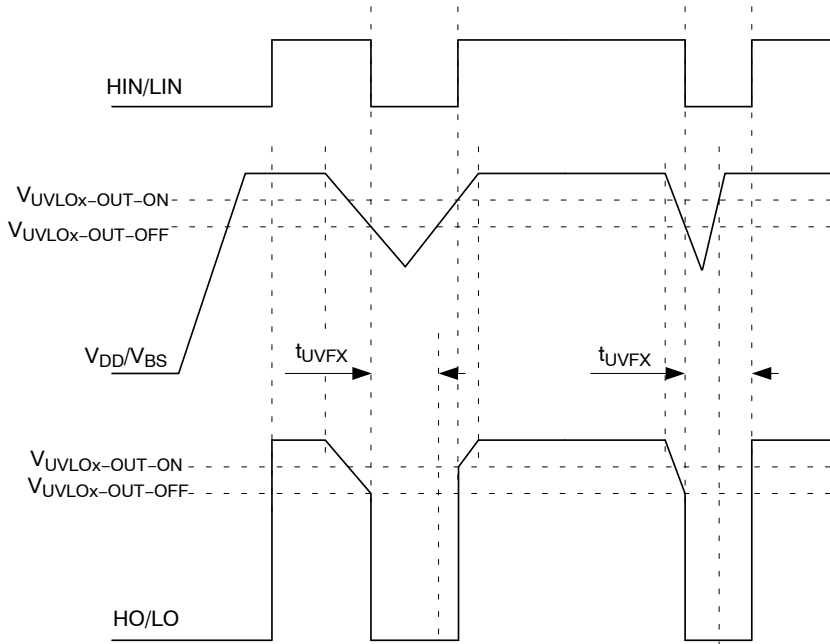 HIN/LIN
VUVLOx–OUT–ON
VUVLOx–OUT–OFF
VDD/VBS
tUVFX
tUVFX
VUVLOx–OUT–ON
VUVLOx–OUT–OFF
HO/LO